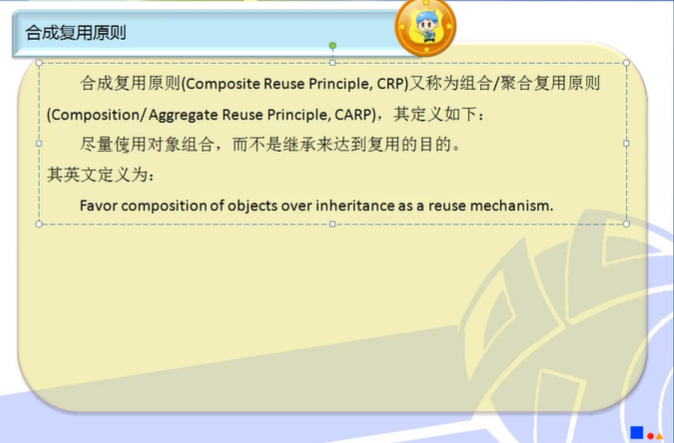 合成复用原则
合成复用原则(Composite Reuse Principle, CRP)又称为组合/聚合复用原则
(Composition/Aggregate Reuse Principle, CARP)，其定义如下：
尽量使用对象组合，而不是继承来达到复用的目的。
其英文定义为：
Favor composition of objects over inheritance as a reuse mechanism.